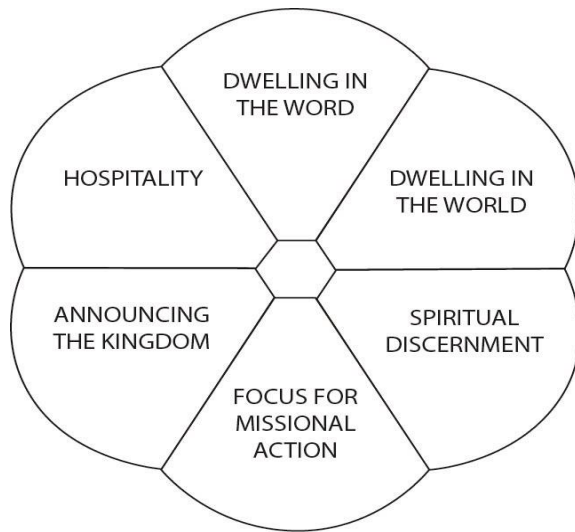 DWELLING IN
THE WORD
DWELLING IN
THE WORLD
SPIRITUAL
DISCERNMENT
FOCUS FOR
MISSIONAL
ACTION
ANNOUNCING
THE KINGDOM
HOSPITALITY